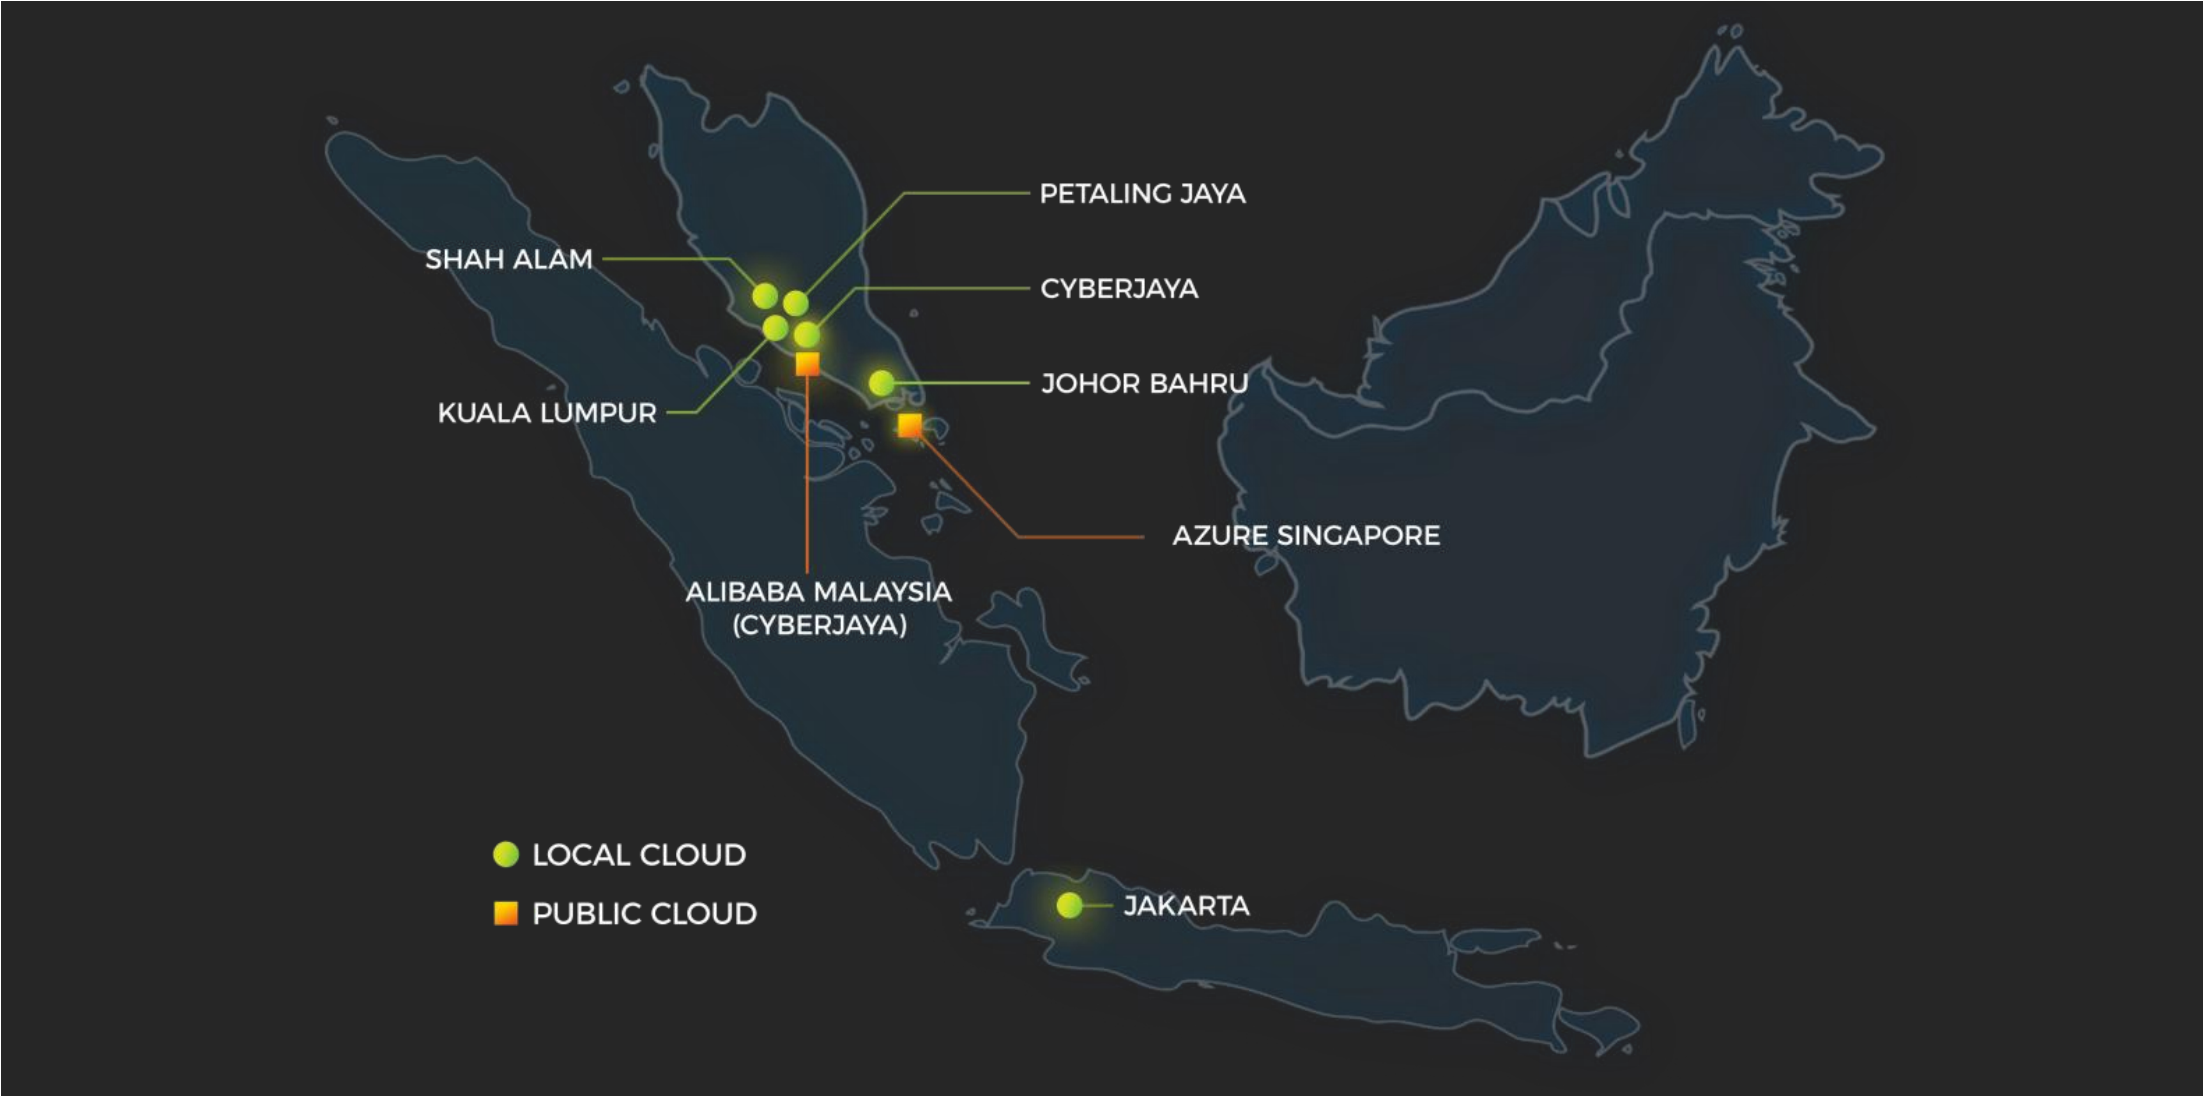 PETALING JAYA
SHAH ALAM
CYBERJAYA
JOHOR BAHRU
KUALA LUMPUR
AZURE SINGAPORE
ALIBABA MALAYSIA
(CYBERJAYA)
LOCAL CLOUD
PUBLIC CLOUD
JAKARTA